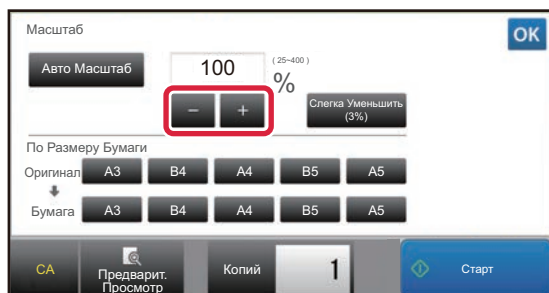 Масштаб
OK
Авто Масштаб
100
( 25~400 )
%
− +
Слегка Уменьшить
(3%)
По Размеру Бумаги
Оригинал A3 B4 A4 B5 A5
Бумага A3 B4 A4 B5 A5
CA
Предварит.
Просмотр
Копий
1
Старт